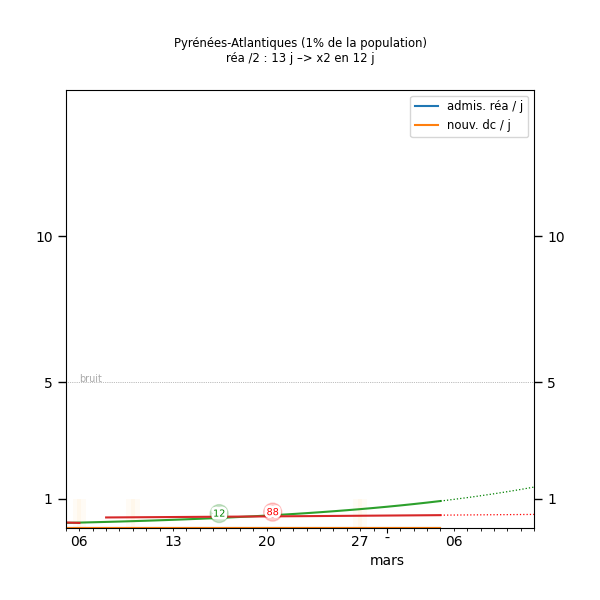 Pyrénées-Atlantiques (1% de la population)
réa /2 : 13 j –> x2 en 12 j
admis. réa / j
nouv. dc / j
10 10
bruit
5 5
12 88
1 1
06 13 20 27 - 06
mars